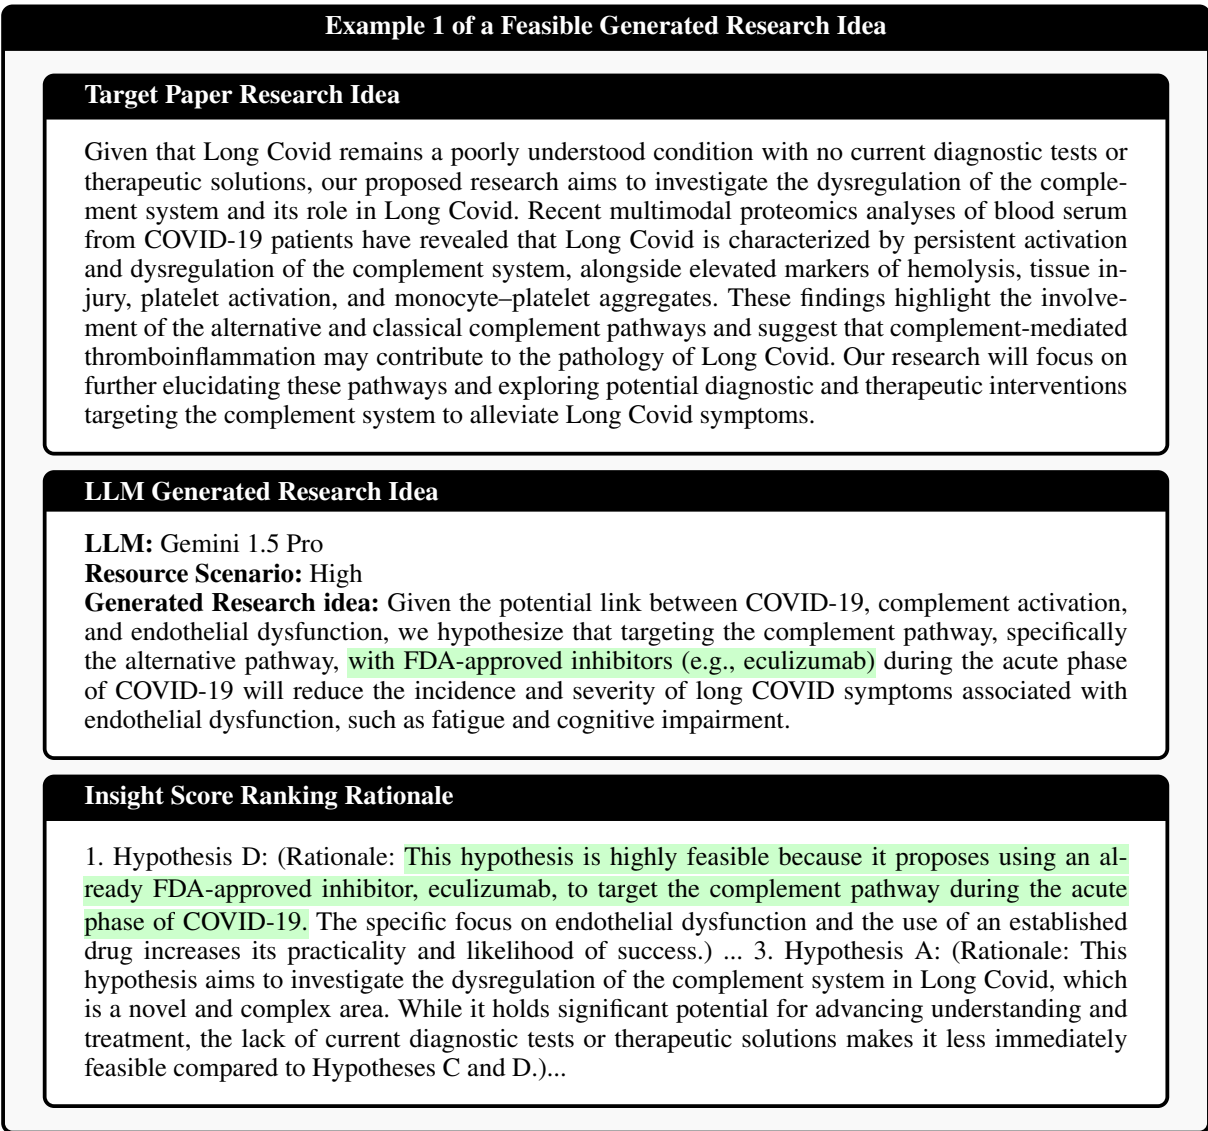 Example 1 of a Feasible Generated Research Idea
Target Paper Research Idea
Given that Long Covid remains a poorly understood condition with no current diagnostic tests or
therapeutic solutions, our proposed research aims to investigate the dysregulation of the comple-
ment system and its role in Long Covid. Recent multimodal proteomics analyses of blood serum
from COVID-19 patients have revealed that Long Covid is characterized by persistent activation
and dysregulation of the complement system, alongside elevated markers of hemolysis, tissue in-
jury, platelet activation, and monocyte–platelet aggregates. These findings highlight the involve-
ment of the alternative and classical complement pathways and suggest that complement-mediated
thromboinflammation may contribute to the pathology of Long Covid. Our research will focus on
further elucidating these pathways and exploring potential diagnostic and therapeutic interventions
targeting the complement system to alleviate Long Covid symptoms.
LLM Generated Research Idea
LLM: Gemini 1.5 Pro
Resource Scenario: High
Generated Research idea: Given the potential link between COVID-19, complement activation,
and endothelial dysfunction, we hypothesize that targeting the complement pathway, specifically
the alternative pathway, with FDA-approved inhibitors (e.g., eculizumab) during the acute phase
of COVID-19 will reduce the incidence and severity of long COVID symptoms associated with
endothelial dysfunction, such as fatigue and cognitive impairment.
Insight Score Ranking Rationale
1. Hypothesis D: (Rationale: This hypothesis is highly feasible because it proposes using an al-
ready FDA-approved inhibitor, eculizumab, to target the complement pathway during the acute
phase of COVID-19. The specific focus on endothelial dysfunction and the use of an established
drug increases its practicality and likelihood of success.) ... 3. Hypothesis A: (Rationale: This
hypothesis aims to investigate the dysregulation of the complement system in Long Covid, which
is a novel and complex area. While it holds significant potential for advancing understanding and
treatment, the lack of current diagnostic tests or therapeutic solutions makes it less immediately
feasible compared to Hypotheses C and D.)...